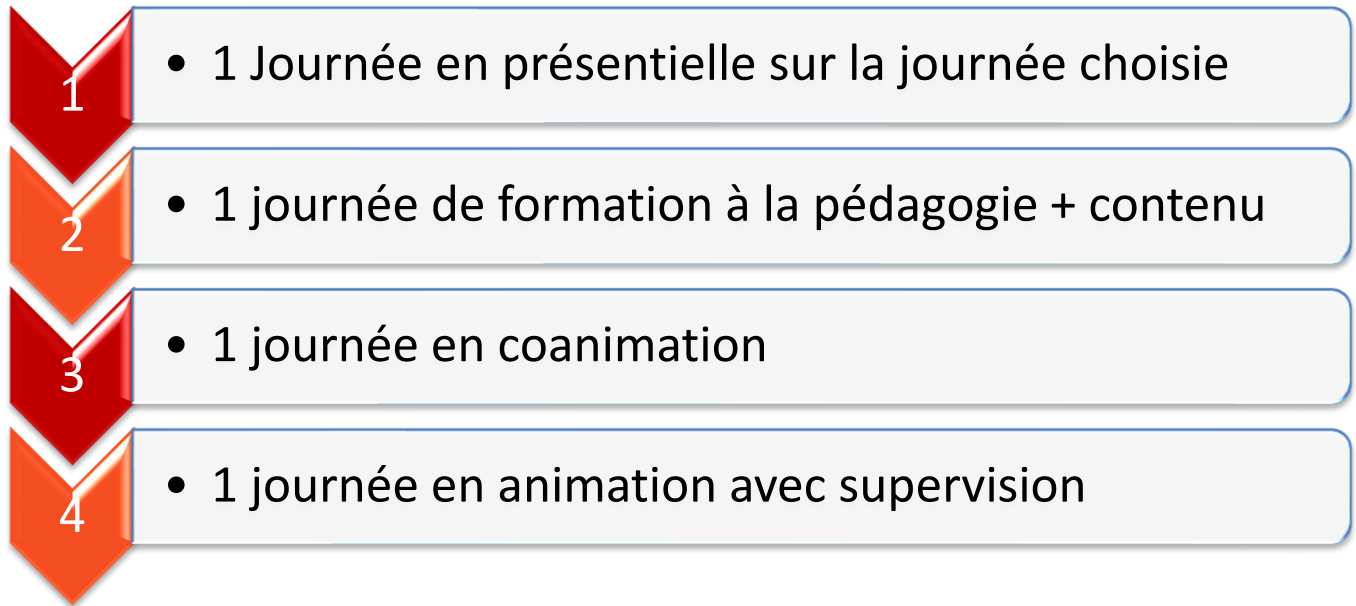 1
• 1 Journée en présentielle sur la journée choisie
2
• 1 journée de formation à la pédagogie + contenu
3
• 1 journée en coanimation
4
• 1 journée en animation avec supervision